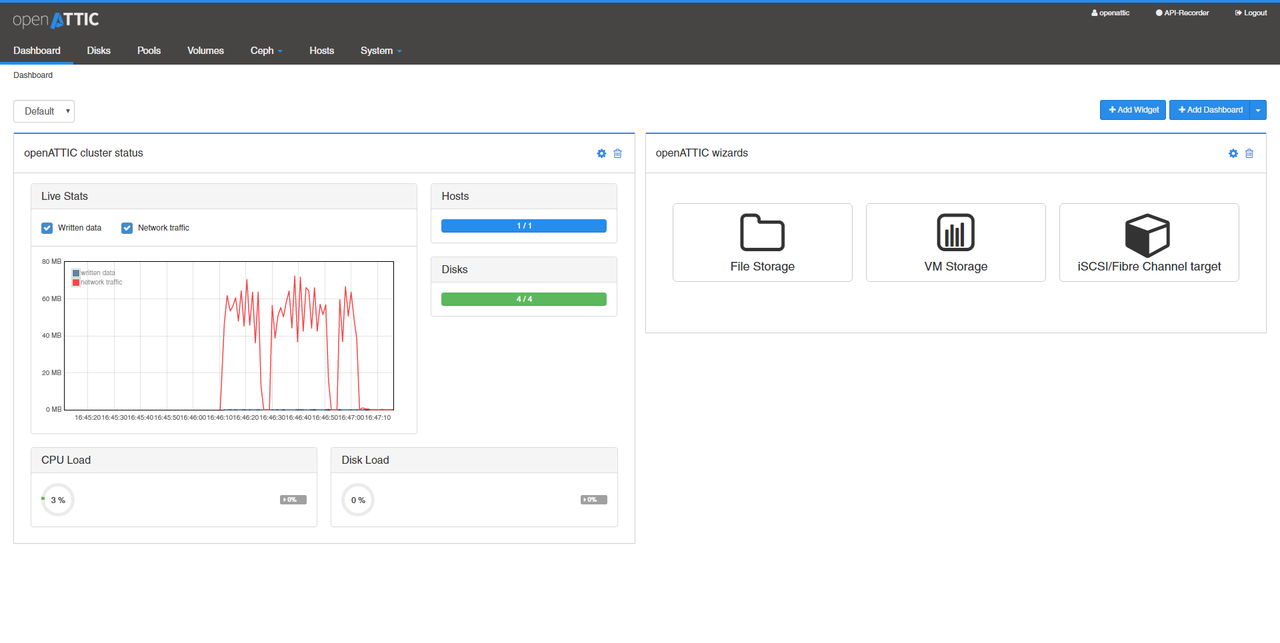 openATTIC
openattic API-Recorder Logout
Dashboard Disks Pools Volumes Ceph Hosts System
Dashboard
Default
Add Widget Add Dashboard
openATTIC cluster status
Live Stats
Written data Network traffic
80 MB
60 MB
40 MB
20 MB
0 MB
written data
network traffic
16:45:20 16:45:30 16:45:40 16:45:50 16:46:00 16:46:10 16:46:20 16:46:30 16:46:40 16:46:50 16:47:00 16:47:10
Hosts
1 / 1
Disks
4 / 4
CPU Load
3 %
0%
Disk Load
0 %
0%
openATTIC wizards
File Storage
VM Storage
iSCSI/Fibre Channel target